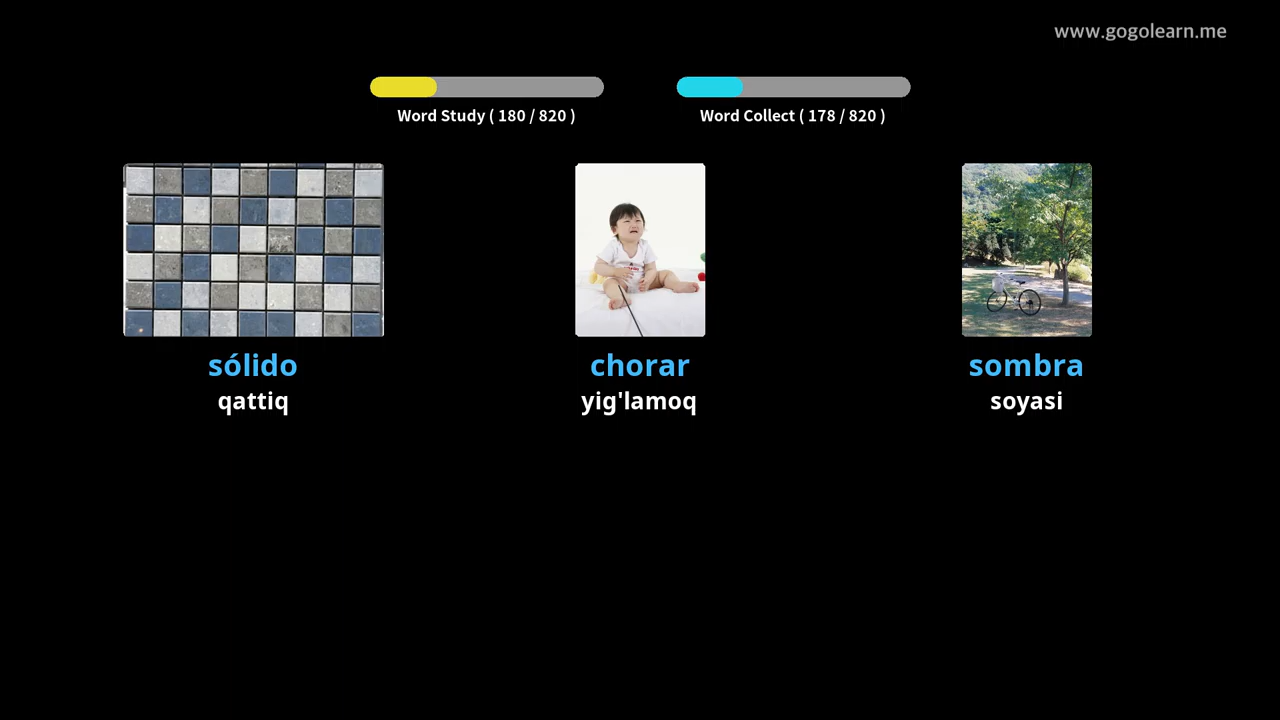 www.gogolearn.me
Word Study ( 180 / 820 )
Word Collect ( 178 / 820 )
sólido
qattiq
chorar
yig'lamoq
sombra
soyasi